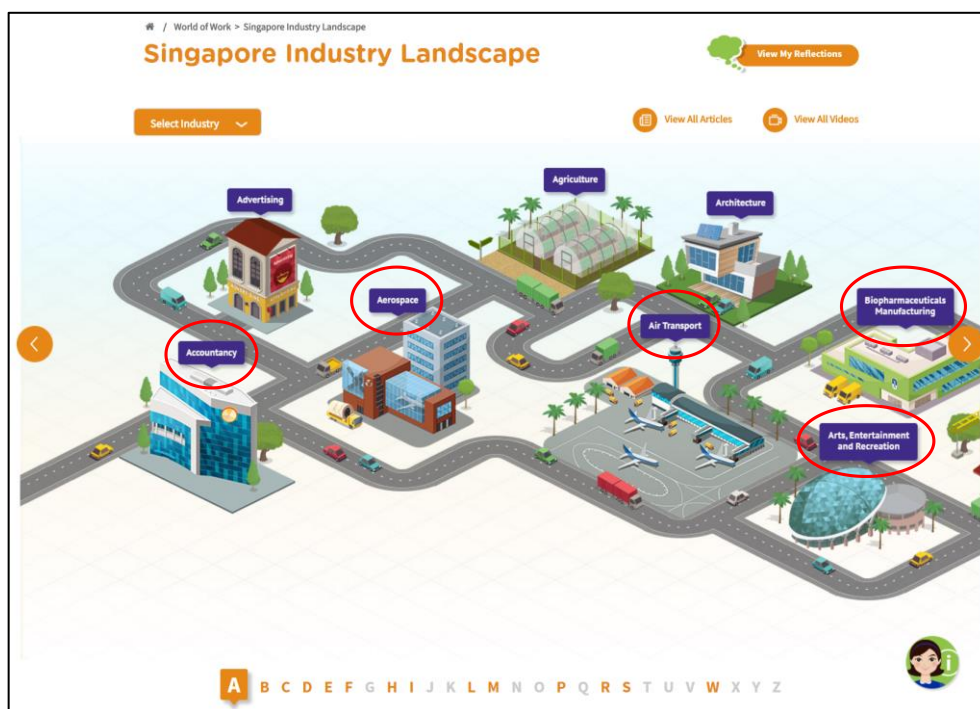 / World of Work > Singapore Industry Landscape
Singapore Industry Landscape
View My Reflections
Select Industry
View All Articles
View All Videos
Agriculture
Advertising
Architecture
Aerospace
Biopharmaceuticals
Manufacturing
Air Transport
Accountancy
Arts, Entertainment
and Recreation
A B C D E F G H I J K L M N O P Q R S T U V W X Y Z